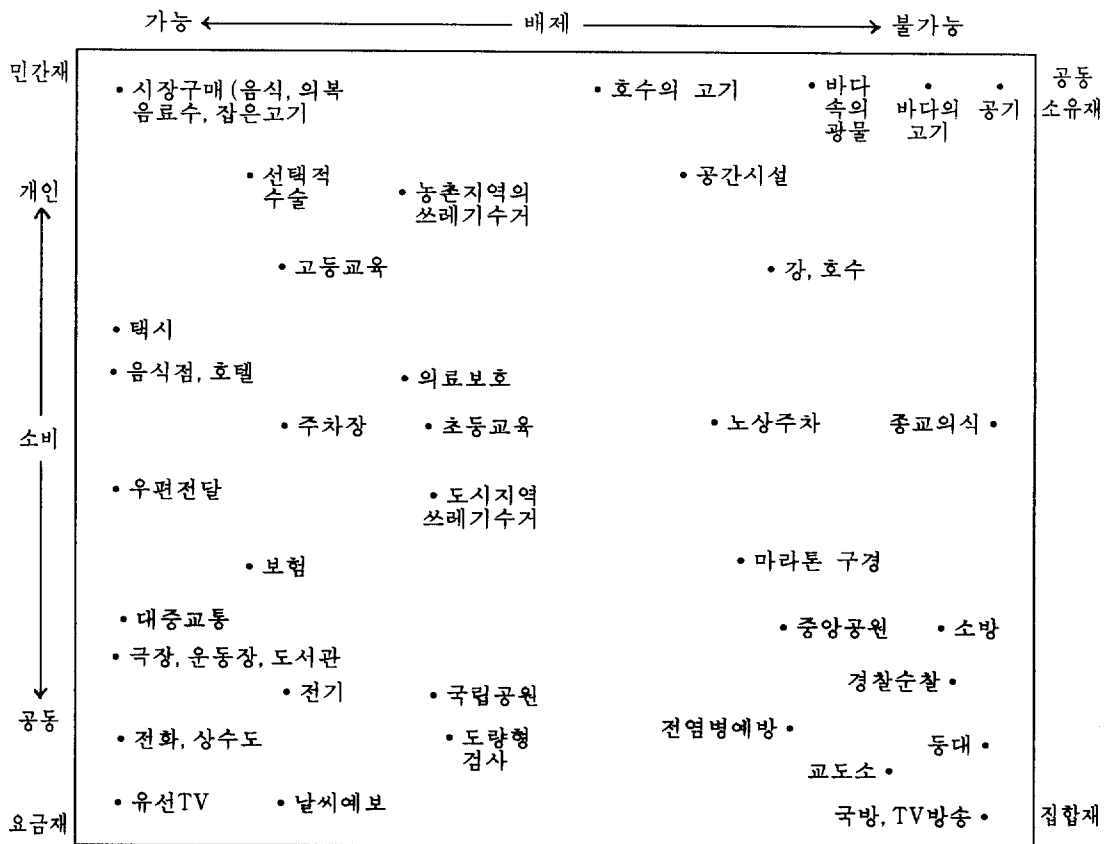 가능 ← 배제 → 불가능
민간재
공동
소유재
• 시장구매 (음식, 의복
음료수, 잡은고기
• 호수의 고기
• 바다
속의
광물
•
바다의
고기
•
공기
개인
• 선택적
수술
• 농촌지역의
쓰레기수거
• 공간시설
• 고등교육
• 강, 호수
• 택시
• 음식점, 호텔
• 의료보호
소비
• 주차장
• 초등교육
• 노상주차
종교의식 •
• 우편전달
• 도시지역
쓰레기수거
• 보험
• 마라톤 구경
• 대중교통
• 중앙공원
• 소방
• 극장, 운동장, 도서관
경찰순찰 •
• 전기
• 국립공원
공동
• 전화, 상수도
• 도량형
검사
전염병예방 •
등대 •
교도소 •
• 유선TV
• 날씨예보
국방, TV방송 •
요금재
집합재